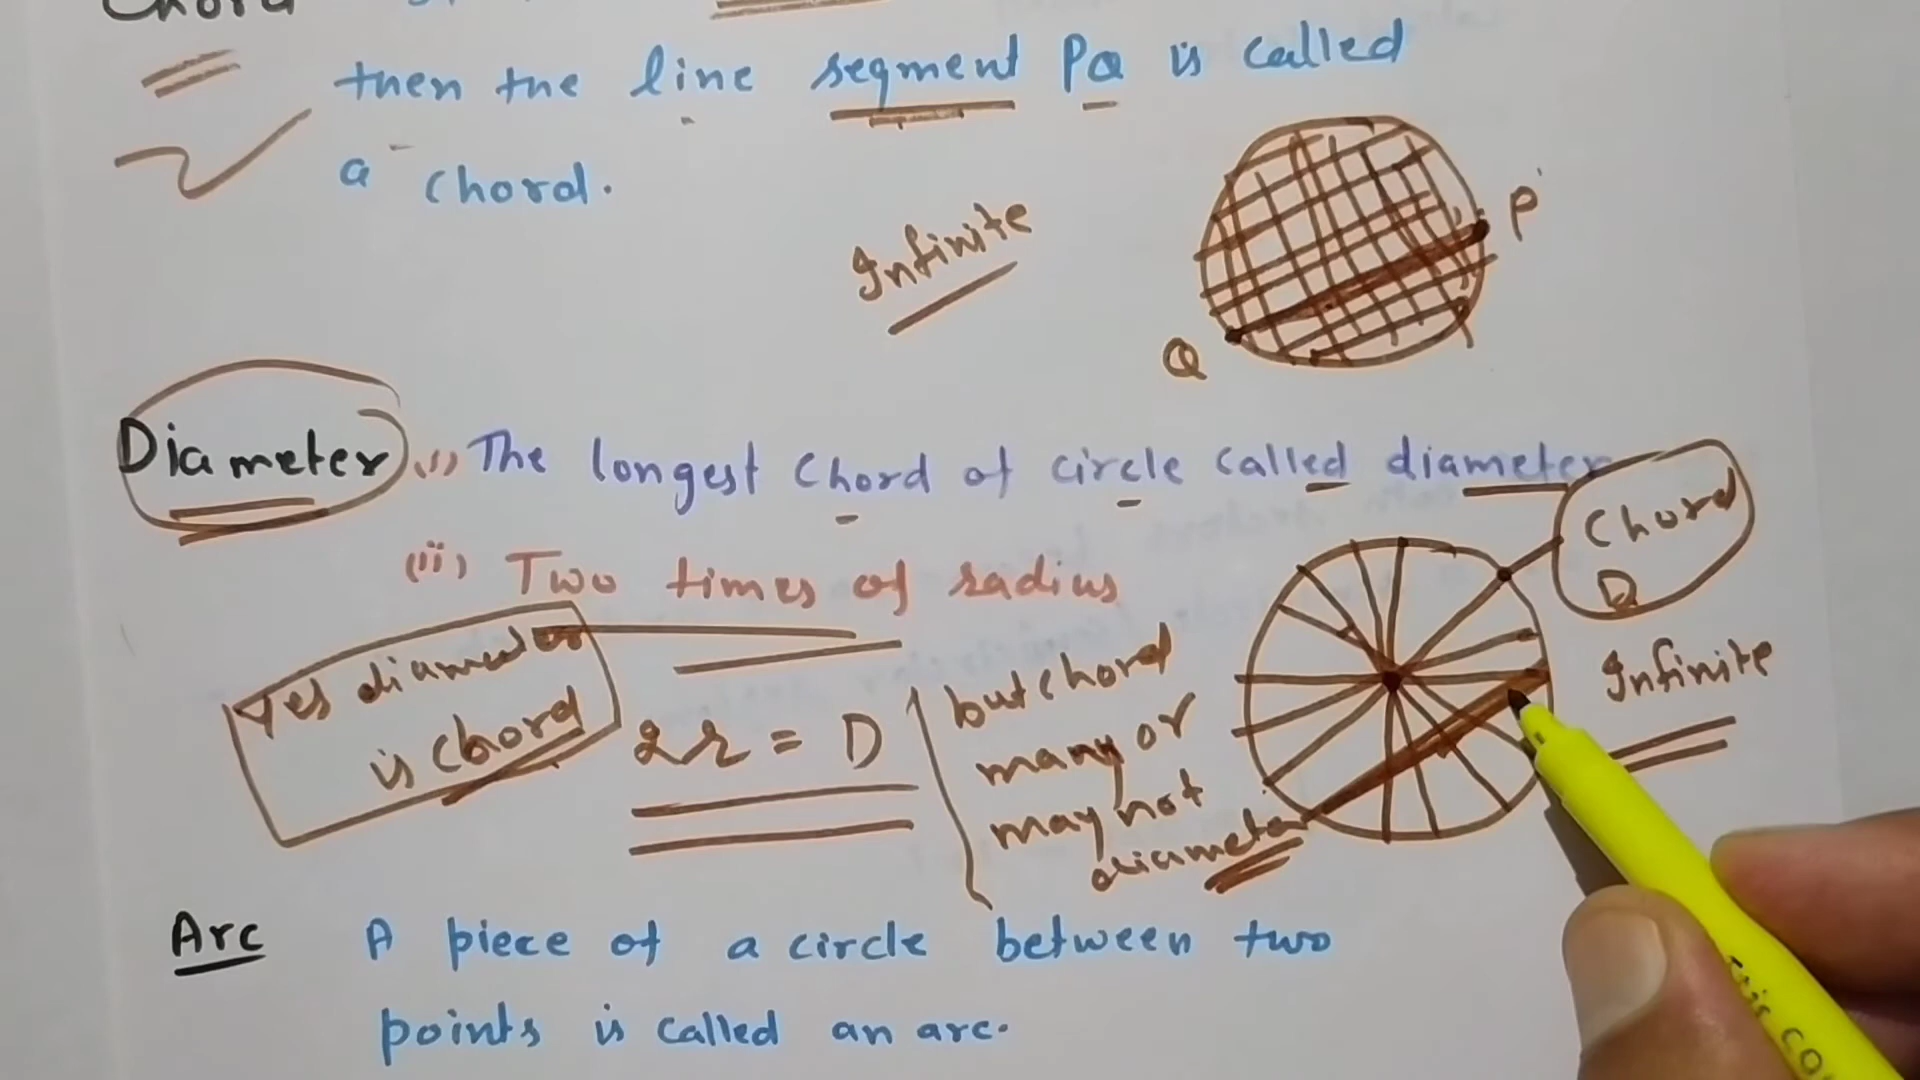 Chord
then the line segment PQ is called
a chord.
Infinite
P
Q
Diameter (i) The longest chord of circle called diameter
(ii) Two times of radius
Chord
D
Infinite
Yes diameter
is chord
2r = D
but chord
many or
may not
diameter
Arc A piece of a circle between two
points is called an arc.